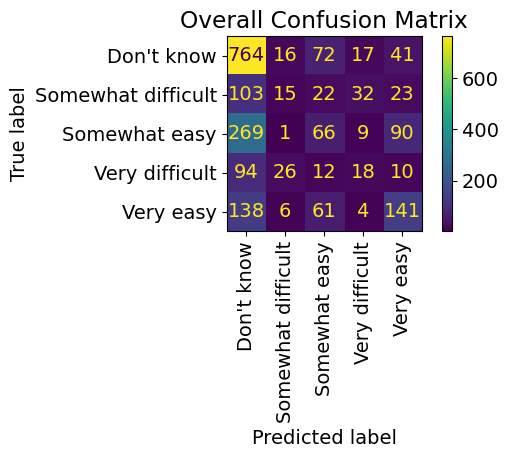 Overall Confusion Matrix
True label
Don't know 764 16 72 17 41
Somewhat difficult 103 15 22 32 23
Somewhat easy 269 1 66 9 90
Very difficult 94 26 12 18 10
Very easy 138 6 61 4 141
600
400
200
Don't know
Somewhat difficult
Somewhat easy
Very difficult
Very easy
Predicted label